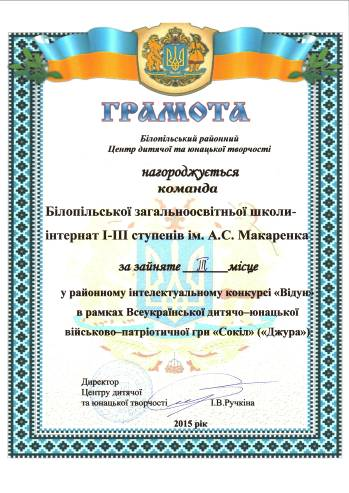 ГРАМОТА
Білопільський районний
Центр дитячої та юнацької творчості
нагороджується
команда
Білопільської загальноосвітньої школи-
інтернат І-ІІІ ступенів ім. А.С. Макаренка
за зайняте ІІ місце
у районному інтелектуальному конкурсі «Відун»
в рамках Всеукраїнської дитячо–юнацької
військово–патріотичної гри «Сокіл» («Джура»)
Директор
Центру дитячої
та юнацької творчості І.В.Ручкіна
2015 рік